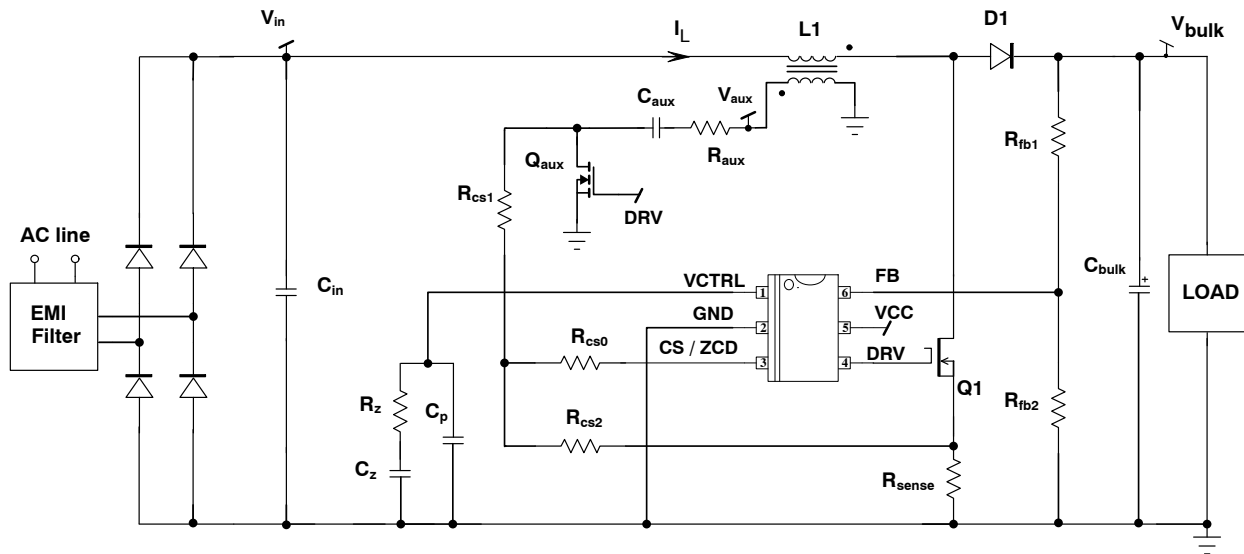 Vin
IL
L1
D1
Vbulk
Caux
Vaux
Raux
Qaux
DRV
Rcs1
Rfb1
AC line
EMI
Filter
Cin
VCTRL
FB
1
6
GND
VCC
2
5
Rcs0
CS / ZCD
DRV
3
4
Cbulk
+
LOAD
Q1
Rz
Cp
Rcs2
Rfb2
Cz
Rsense